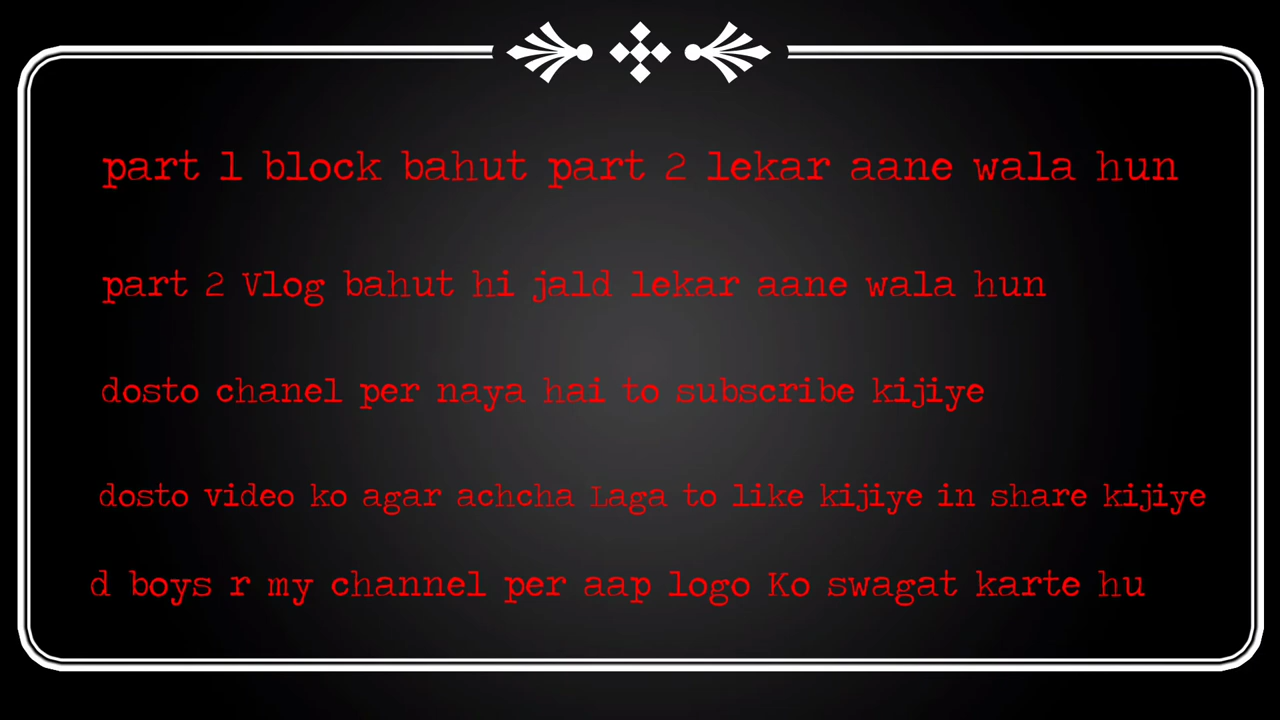 part 1 block bahut part 2 lekar aane wala hun
part 2 Vlog bahut hi jald lekar aane wala hun
dosto chanel per naya hai to subscribe kijiye
dosto video ko agar achcha Laga to like kijiye in share kijiye
d boys r my channel per aap logo Ko swagat karte hu